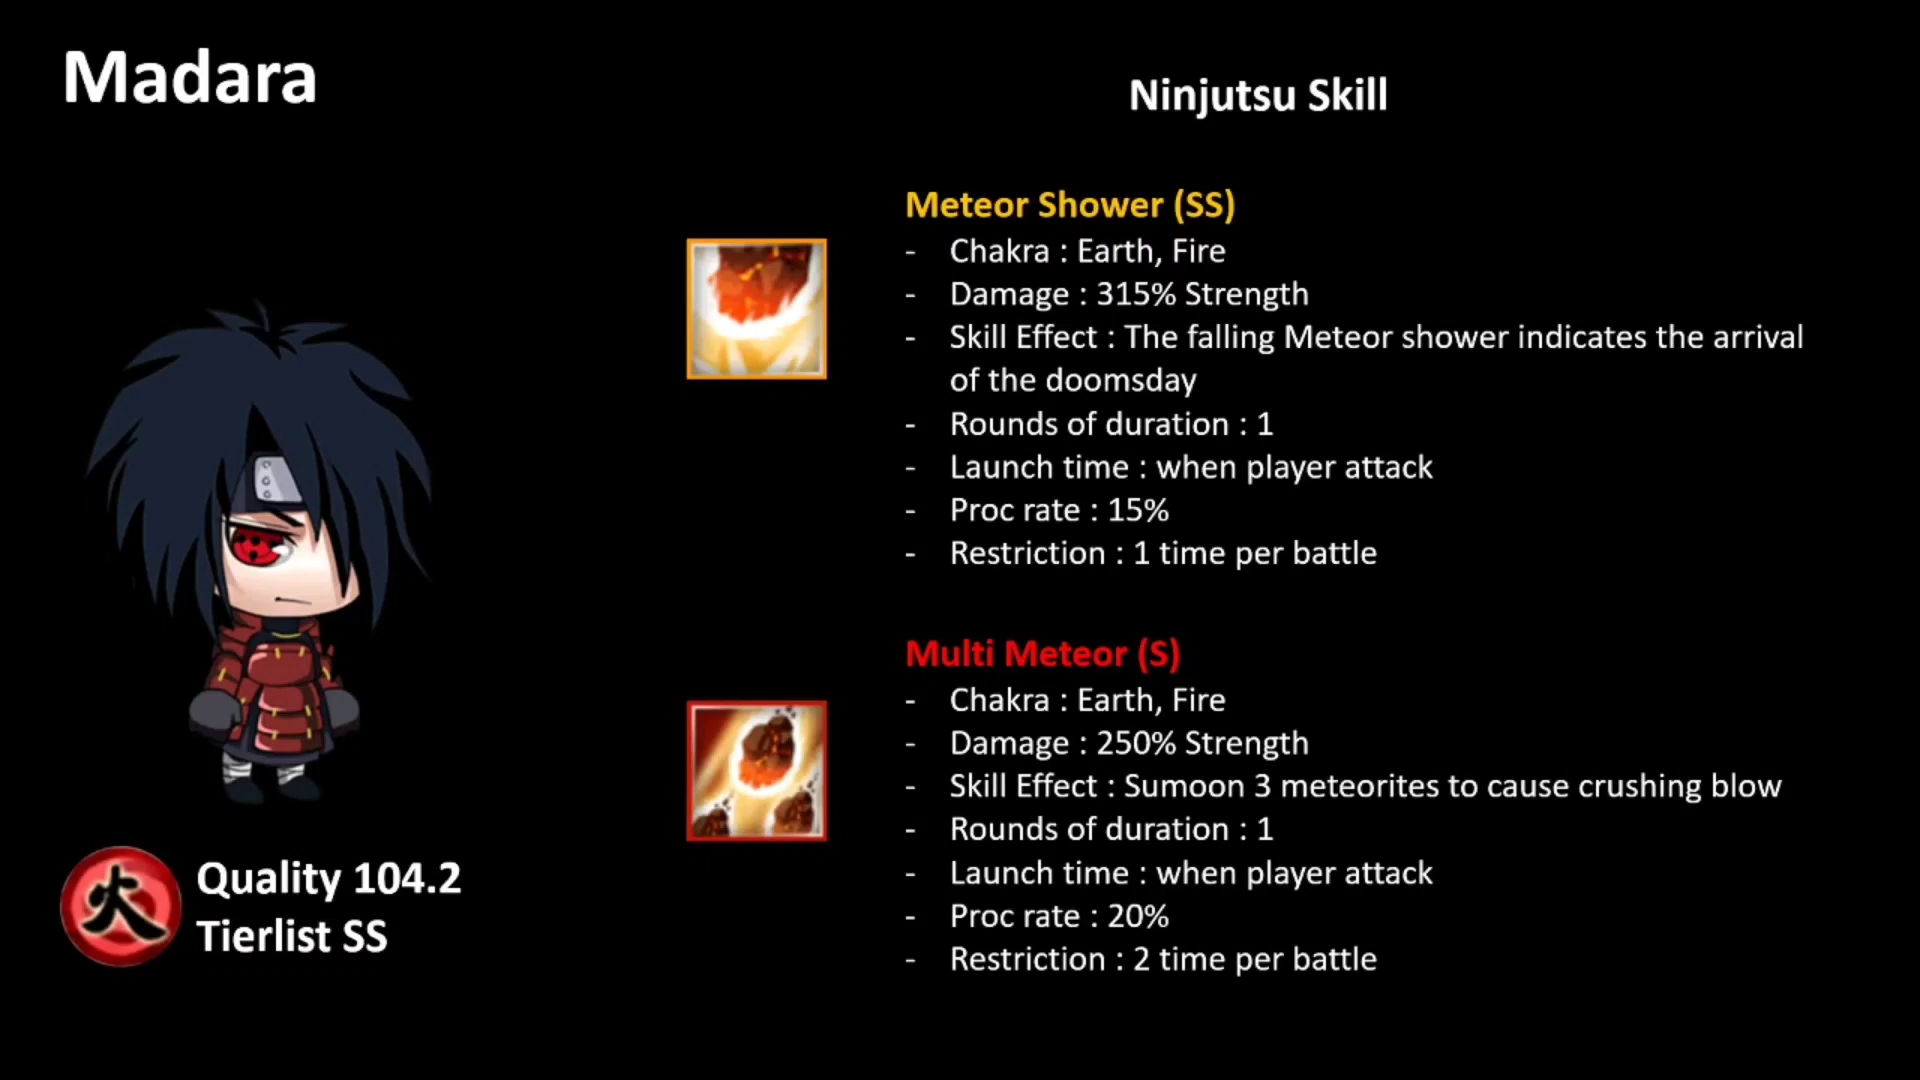 Madara
Ninjutsu Skill
Meteor Shower (SS)
- Chakra : Earth, Fire
- Damage : 315% Strength
- Skill Effect : The falling Meteor shower indicates the arrival
of the doomsday
- Rounds of duration : 1
- Launch time : when player attack
- Proc rate : 15%
- Restriction : 1 time per battle
Multi Meteor (S)
- Chakra : Earth, Fire
- Damage : 250% Strength
- Skill Effect : Sumoon 3 meteorites to cause crushing blow
- Rounds of duration : 1
- Launch time : when player attack
- Proc rate : 20%
- Restriction : 2 time per battle
火
Quality 104.2
Tierlist SS